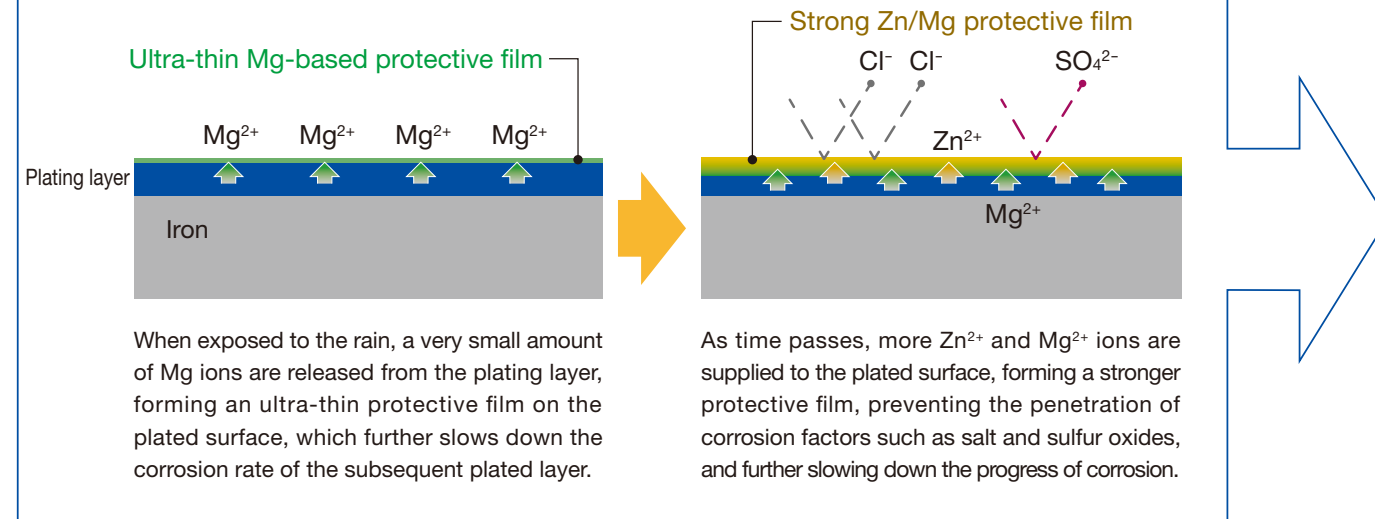 Ultra-thin Mg-based protective film
Mg²⁺ Mg²⁺ Mg²⁺ Mg²⁺
Plating layer
Iron
When exposed to the rain, a very small amount
of Mg ions are released from the plating layer,
forming an ultra-thin protective film on the
plated surface, which further slows down the
corrosion rate of the subsequent plated layer.
Strong Zn/Mg protective film
Cl⁻ Cl⁻ SO₄²⁻
Zn²⁺
Mg²⁺
As time passes, more Zn²⁺ and Mg²⁺ ions are
supplied to the plated surface, forming a stronger
protective film, preventing the penetration of
corrosion factors such as salt and sulfur oxides,
and further slowing down the progress of corrosion.